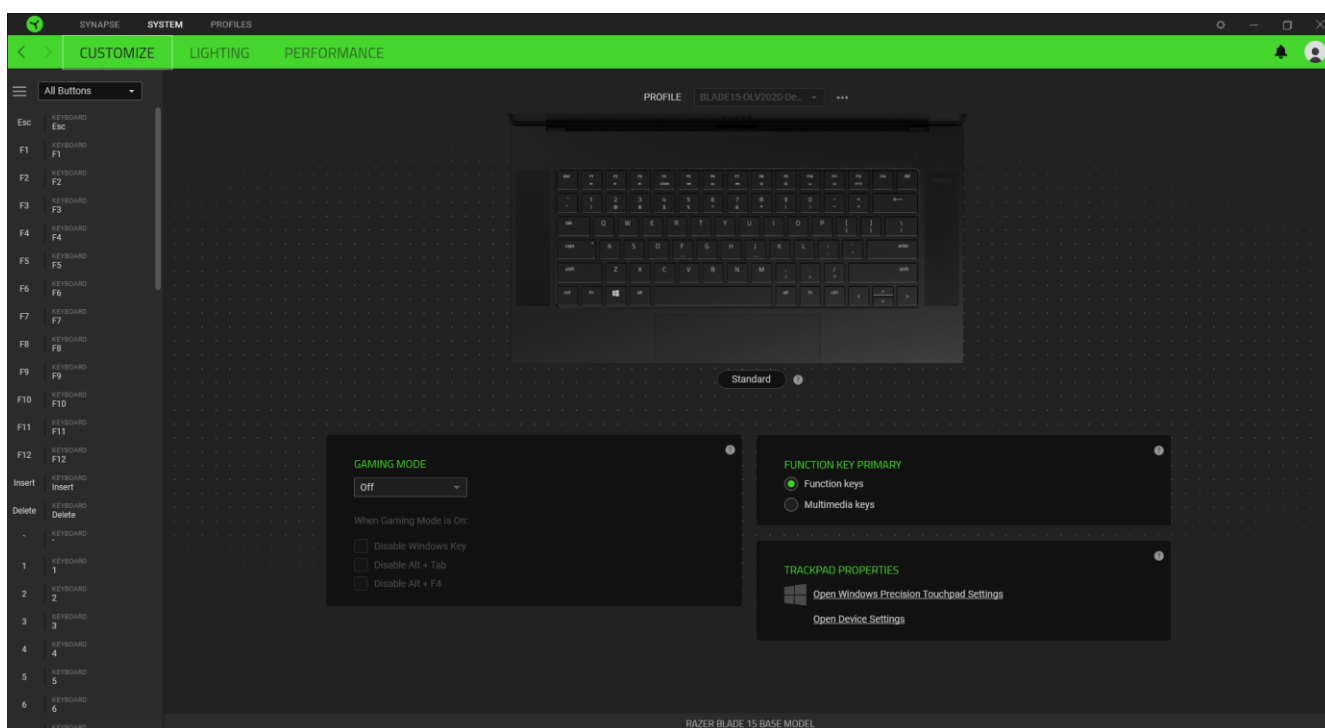 SYNAPSE SYSTEM PROFILES
CUSTOMIZE LIGHTING PERFORMANCE
All Buttons
PROFILE BLADE15-OLV2020-De...
Esc KEYBOARD
Esc
F1 KEYBOARD
F1
F2 KEYBOARD
F2
F3 KEYBOARD
F3
F4 KEYBOARD
F4
F5 KEYBOARD
F5
F6 KEYBOARD
F6
F7 KEYBOARD
F7
F8 KEYBOARD
F8
F9 KEYBOARD
F9
F10 KEYBOARD
F10
F11 KEYBOARD
F11
F12 KEYBOARD
F12
Insert KEYBOARD
Insert
Delete KEYBOARD
Delete
KEYBOARD
1 KEYBOARD
1
2 KEYBOARD
2
3 KEYBOARD
3
4 KEYBOARD
4
5 KEYBOARD
5
6 KEYBOARD
6
KEYBOARD
Q W E R T Y U I O P
A S D F G H J K L
Z X C V B N M
Standard
GAMING MODE
Off
When Gaming Mode is On:
Disable Windows Key
Disable Alt + Tab
Disable Alt + F4
FUNCTION KEY PRIMARY
Function keys
Multimedia keys
TRACKPAD PROPERTIES
Open Windows Precision Touchpad Settings
Open Device Settings
RAZER BLADE 15 BASE MODEL